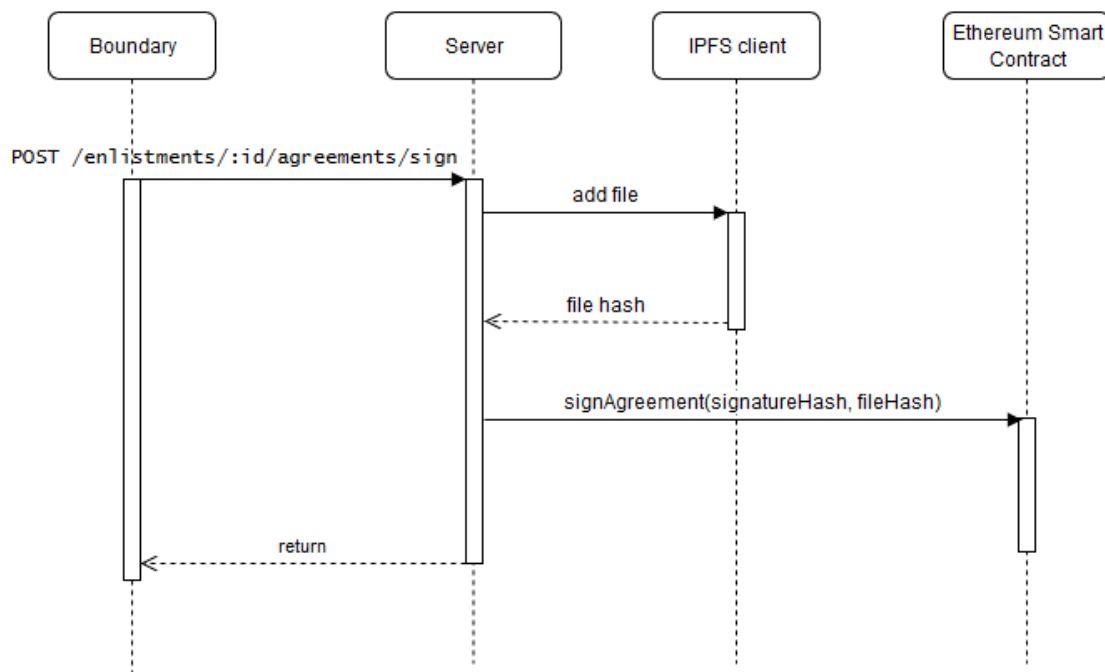 Boundary
Server
IPFS client
Ethereum Smart
Contract
POST /enlistments/:id/agreements/sign
add file
file hash
signAgreement(signatureHash, fileHash)
return